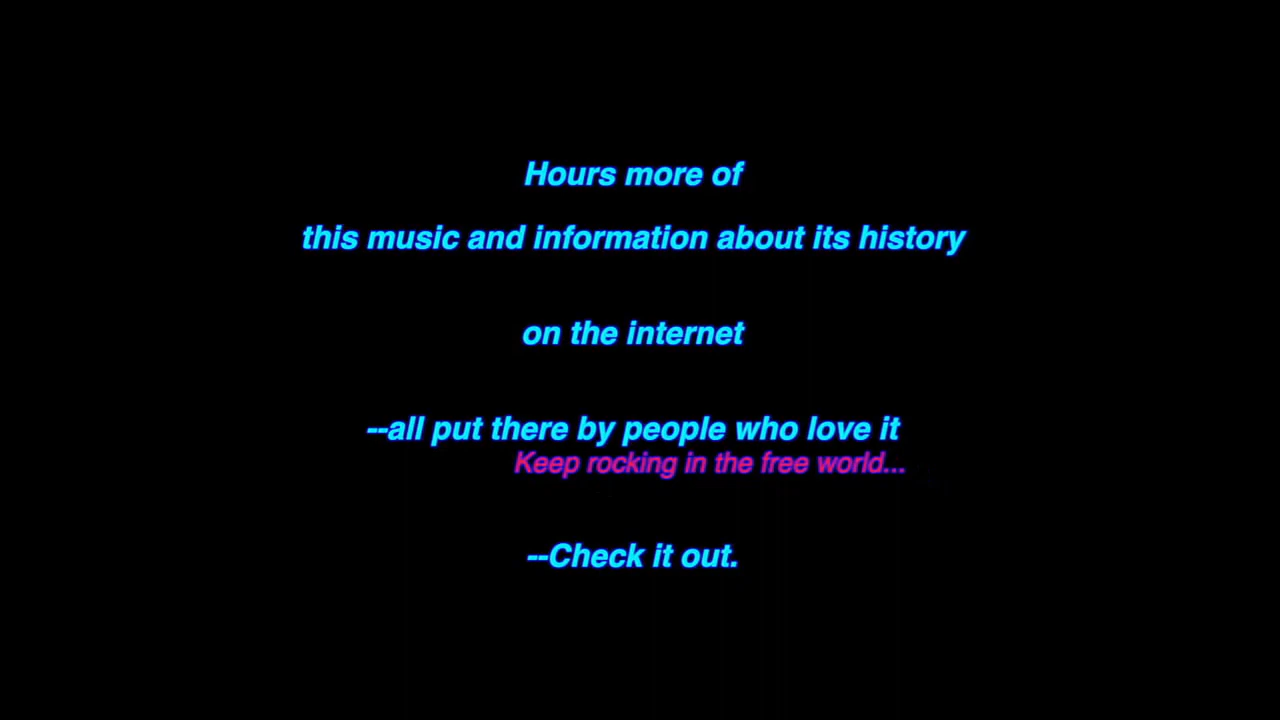 Hours more of
this music and information about its history
on the internet
--all put there by people who love it
Keep rocking in the free world...
--Check it out.